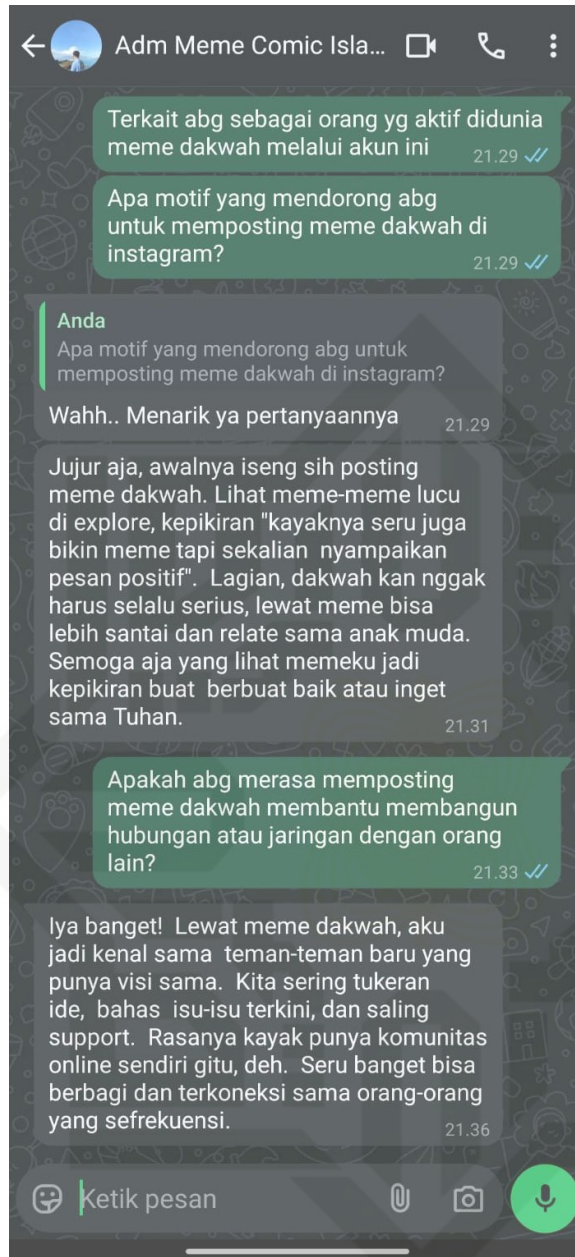 Adm Meme Comic Isla...
Terkait abg sebagai orang yg aktif didunia
meme dakwah melalui akun ini
21.29
Apa motif yang mendorong abg
untuk memposting meme dakwah di
instagram?
21.29
Anda
Apa motif yang mendorong abg untuk
memposting meme dakwah di instagram?
Wahh.. Menarik ya pertanyaannya
21.29
Jujur aja, awalnya iseng sih posting
meme dakwah. Lihat meme-meme lucu
di explore, kepikiran "kayaknya seru juga
bikin meme tapi sekalian nyampaikan
pesan positif". Lagian, dakwah kan nggak
harus selalu serius, lewat meme bisa
lebih santai dan relate sama anak muda.
Semoga aja yang lihat memeku jadi
kepikiran buat berbuat baik atau inget
sama Tuhan.
21.31
Apakah abg merasa memposting
meme dakwah membantu membangun
hubungan atau jaringan dengan orang
lain?
21.33
Iya banget! Lewat meme dakwah, aku
jadi kenal sama teman-teman baru yang
punya visi sama. Kita sering tukeran
ide, bahas isu-isu terkini, dan saling
support. Rasanya kayak punya komunitas
online sendiri gitu, deh. Seru banget bisa
berbagi dan terkoneksi sama orang-orang
yang sefrekuensi.
21.36
Ketik pesan